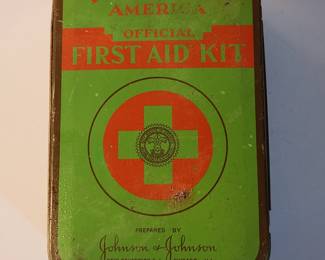 AMERICA
OFFICIAL
FIRST AID KIT
PREPARED BY
Johnson & Johnson